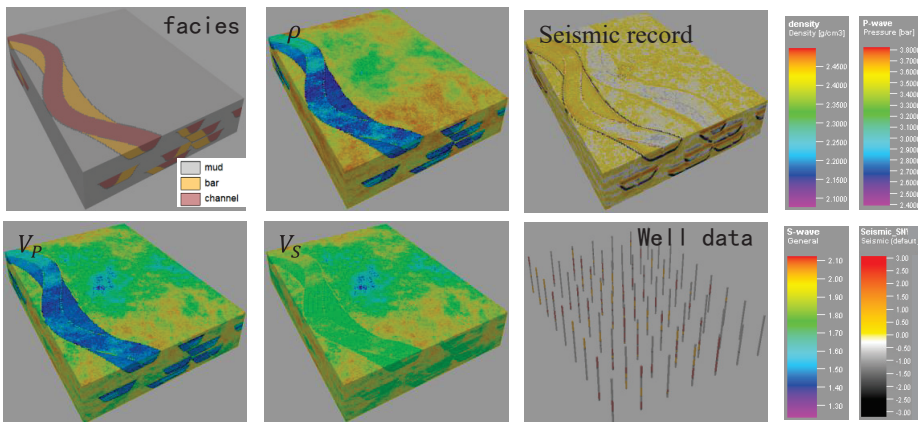 facies
mud
bar
channel
ρ
Seismic record
density
Density [g/cm3]
2.4500
2.4000
2.3500
2.3000
2.2500
2.2000
2.1500
2.1000
P-wave
Pressure [bar]
3.8000
3.7000
3.6000
3.5000
3.4000
3.3000
3.2000
3.1000
3.0000
2.9000
2.8000
2.7000
2.6000
2.5000
2.4000
V_P
V_S
Well data
S-wave
General
2.10
2.00
1.90
1.80
1.70
1.60
1.50
1.40
1.30
Seismic_SN
Seismic (default
3.00
2.50
2.00
1.50
1.00
0.50
0.00
-0.50
-1.00
-1.50
-2.00
-2.50
-3.00